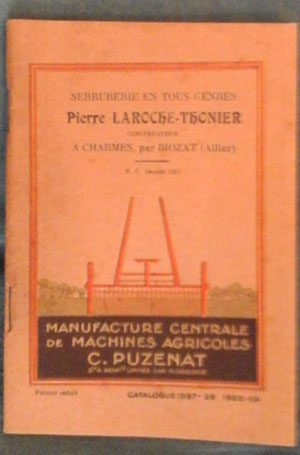 SERRURERIE EN TOUS GENRES
Pierre LAROCHE-THONIER
CONSTRUCTEUR
A CHARMES, par BIOZAT (Allier)
MANUFACTURE CENTRALE
DE MACHINES AGRICOLES
C. PUZENAT
CATALOGUE 1927-28